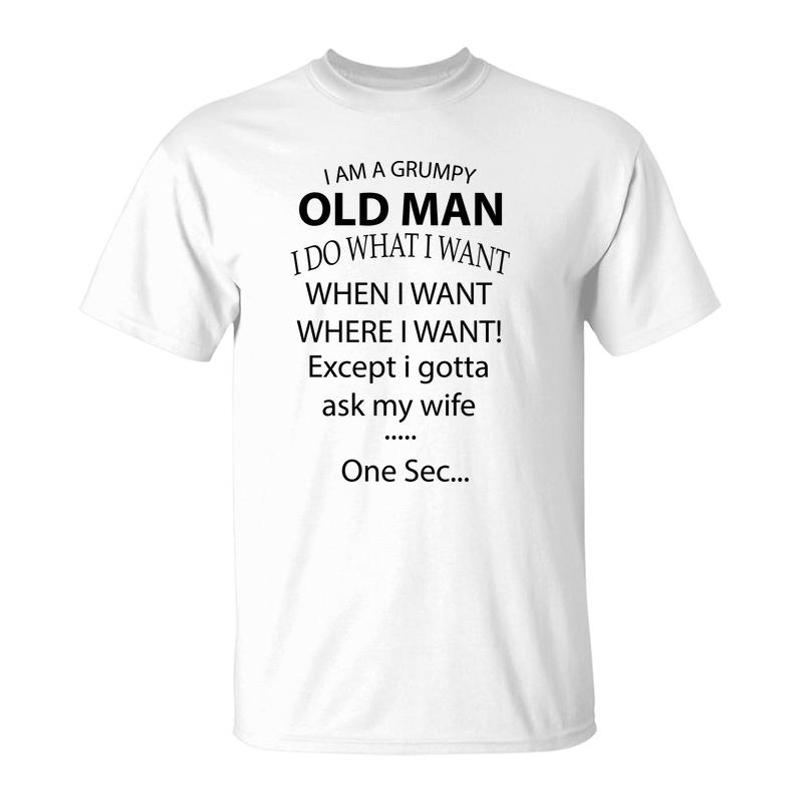 I AM A GRUMPY
OLD MAN
I DO WHAT I WANT
WHEN I WANT
WHERE I WANT!
Except i gotta
ask my wife
.....
One Sec...